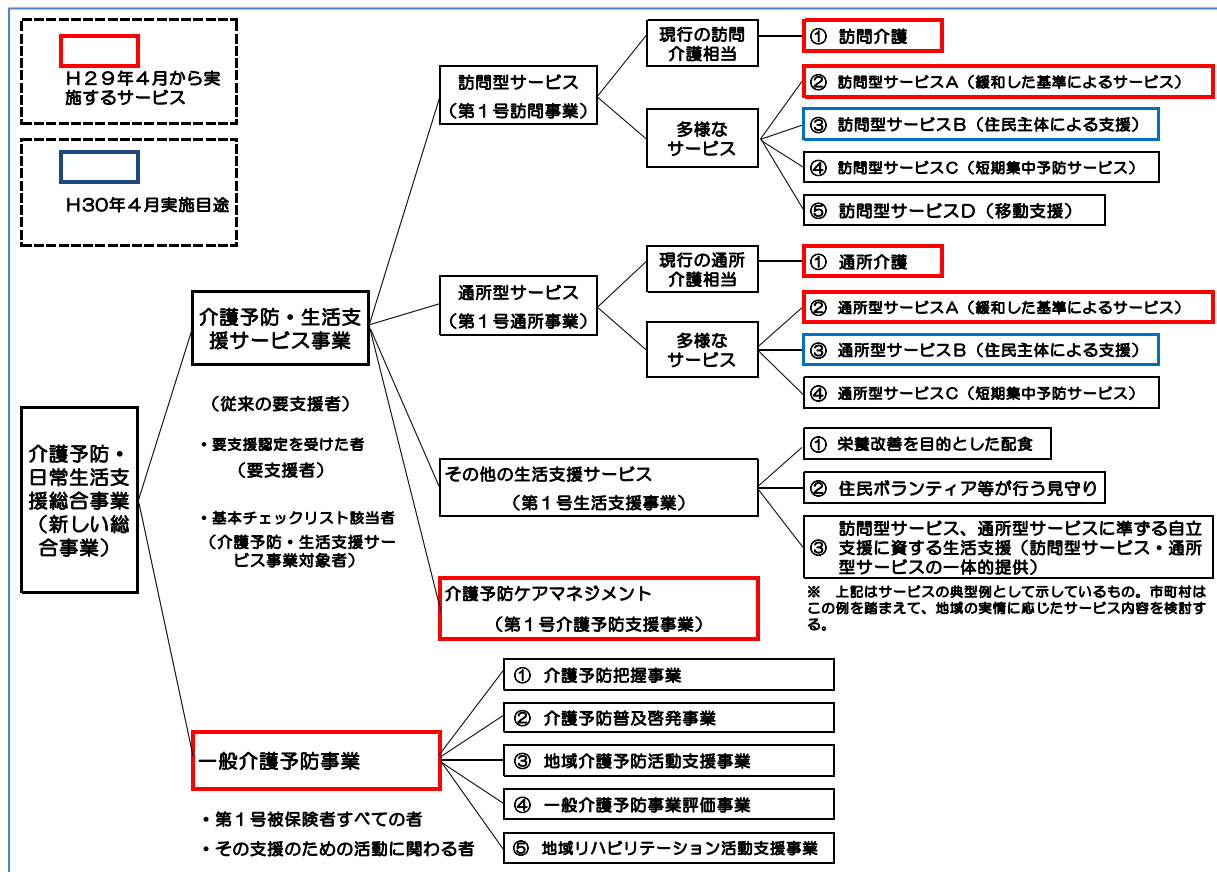 H29年4月から実
施するサービス
H30年4月実施目途
介護予防・
日常生活支
援総合事業
(新しい総
合事業)
介護予防・生活支
援サービス事業
(従来の要支援者)
・要支援認定を受けた者
(要支援者)
・基本チェックリスト該当者
(介護予防・生活支援サー
ビス事業対象者)
訪問型サービス
(第1号訪問事業)
現行の訪問
介護相当
① 訪問介護
多様な
サービス
② 訪問型サービスA(緩和した基準によるサービス)
③ 訪問型サービスB(住民主体による支援)
④ 訪問型サービスC(短期集中予防サービス)
⑤ 訪問型サービスD(移動支援)
通所型サービス
(第1号通所事業)
現行の通所
介護相当
① 通所介護
多様な
サービス
② 通所型サービスA(緩和した基準によるサービス)
③ 通所型サービスB(住民主体による支援)
④ 通所型サービスC(短期集中予防サービス)
その他の生活支援サービス
(第1号生活支援事業)
① 栄養改善を目的とした配食
② 住民ボランティア等が行う見守り
③ 訪問型サービス、通所型サービスに準ずる自立
支援に資する生活支援(訪問型サービス・通所
型サービスの一体的提供)
※ 上記はサービスの典型例として示しているもの。市町村は
この例を踏まえて、地域の実情に応じたサービス内容を検討す
る。
介護予防ケアマネジメント
(第1号介護予防支援事業)
一般介護予防事業
・第1号被保険者すべての者
・その支援のための活動に関わる者
① 介護予防把握事業
② 介護予防普及啓発事業
③ 地域介護予防活動支援事業
④ 一般介護予防事業評価事業
⑤ 地域リハビリテーション活動支援事業